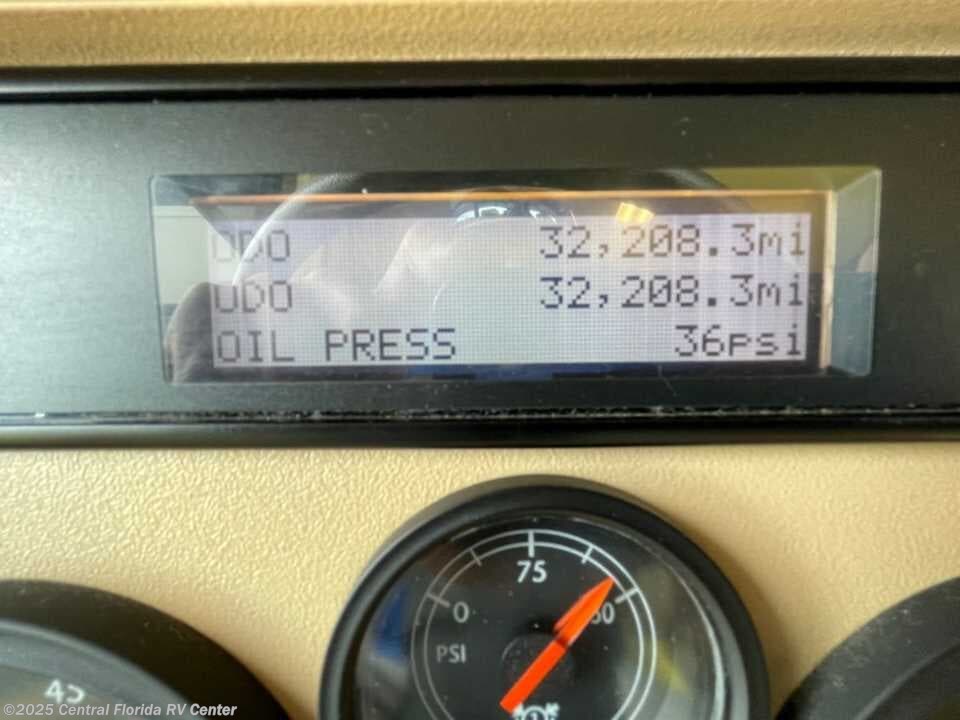 ODO 32,208.3mi
ODO 32,208.3mi
OIL PRESS 36psi
75
0
PSI
45
©2025 Central Florida RV Center